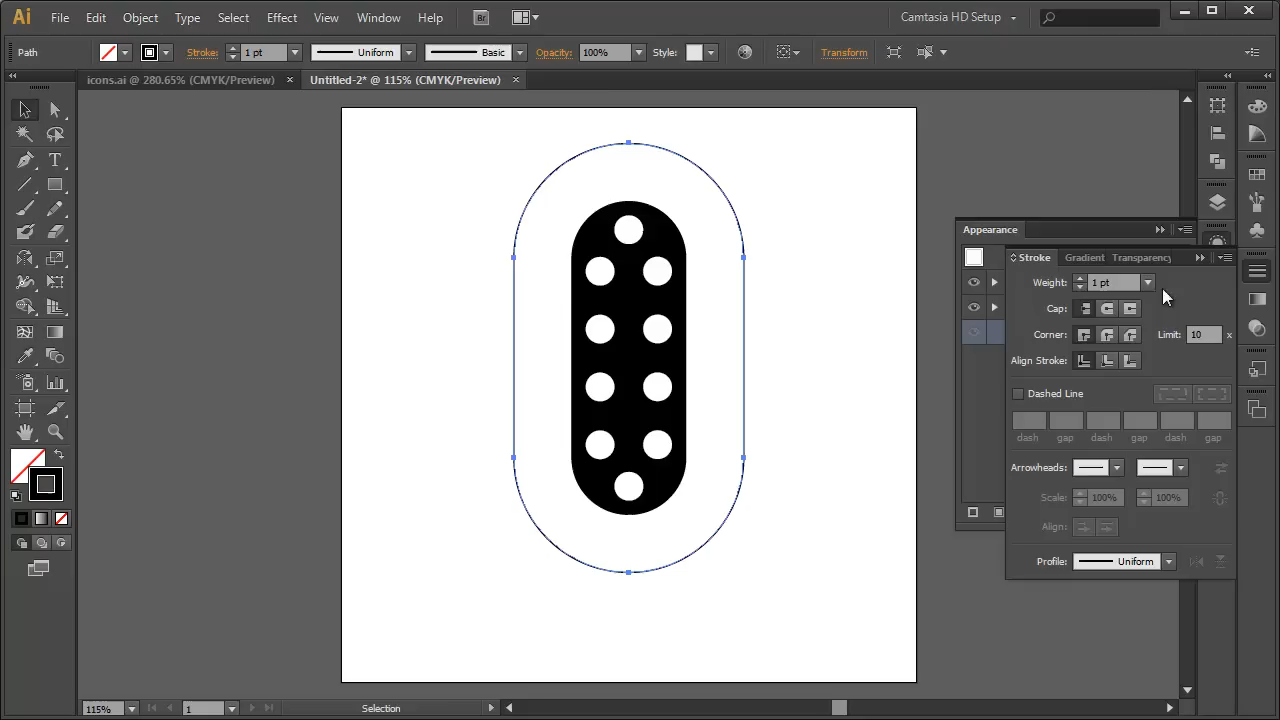 Ai File Edit Object Type Select Effect View Window Help Br Camtasia HD Setup
Path Stroke: 1 pt Uniform Basic Opacity: 100% Style: Transform
icons.ai @ 280.65% (CMYK/Preview) × Untitled-2* @ 115% (CMYK/Preview) ×
Appearance
Stroke Gradient Transparency
Weight: 1 pt
Cap:
Corner: Limit: 10 x
Align Stroke:
Dashed Line
dash gap dash gap dash gap
Arrowheads:
Scale: 100% 100%
Align:
Profile: Uniform
115% 1 Selection